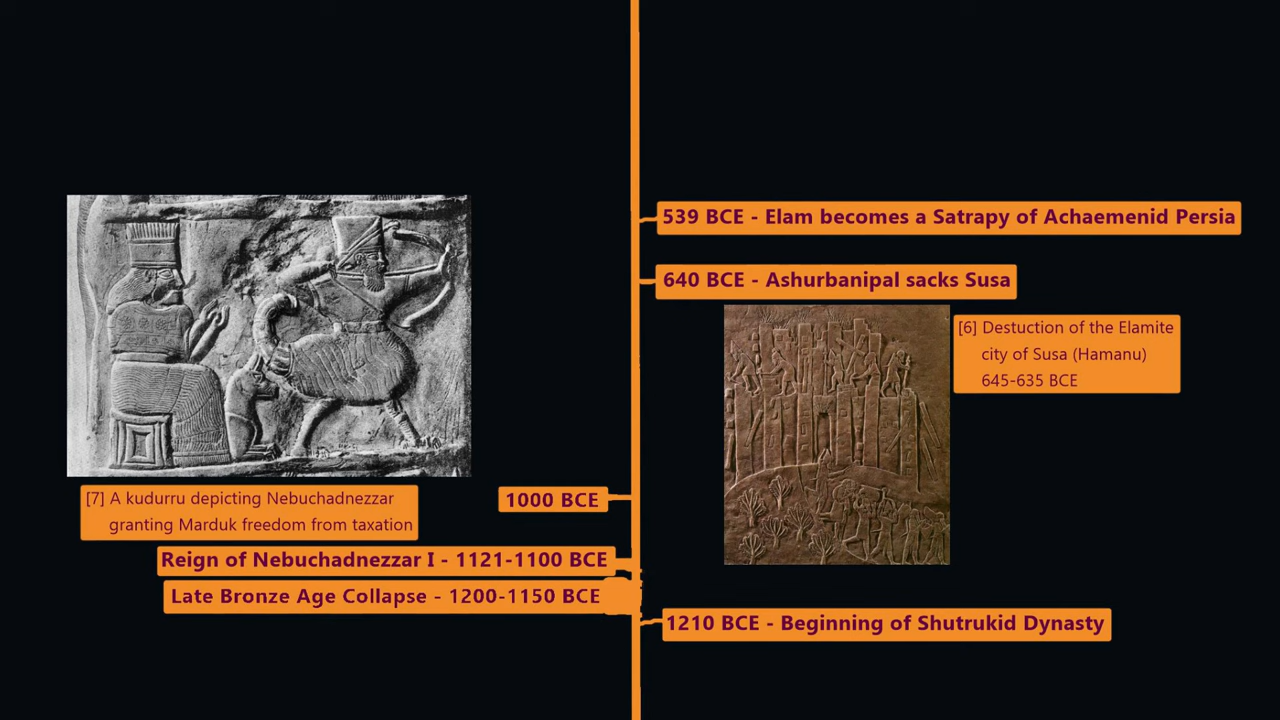 539 BCE - Elam becomes a Satrapy of Achaemenid Persia
640 BCE - Ashurbanipal sacks Susa
[6] Destuction of the Elamite
city of Susa (Hamanu)
645-635 BCE
[7] A kudurru depicting Nebuchadnezzar
granting Marduk freedom from taxation
1000 BCE
Reign of Nebuchadnezzar I - 1121-1100 BCE
Late Bronze Age Collapse - 1200-1150 BCE
1210 BCE - Beginning of Shutrukid Dynasty